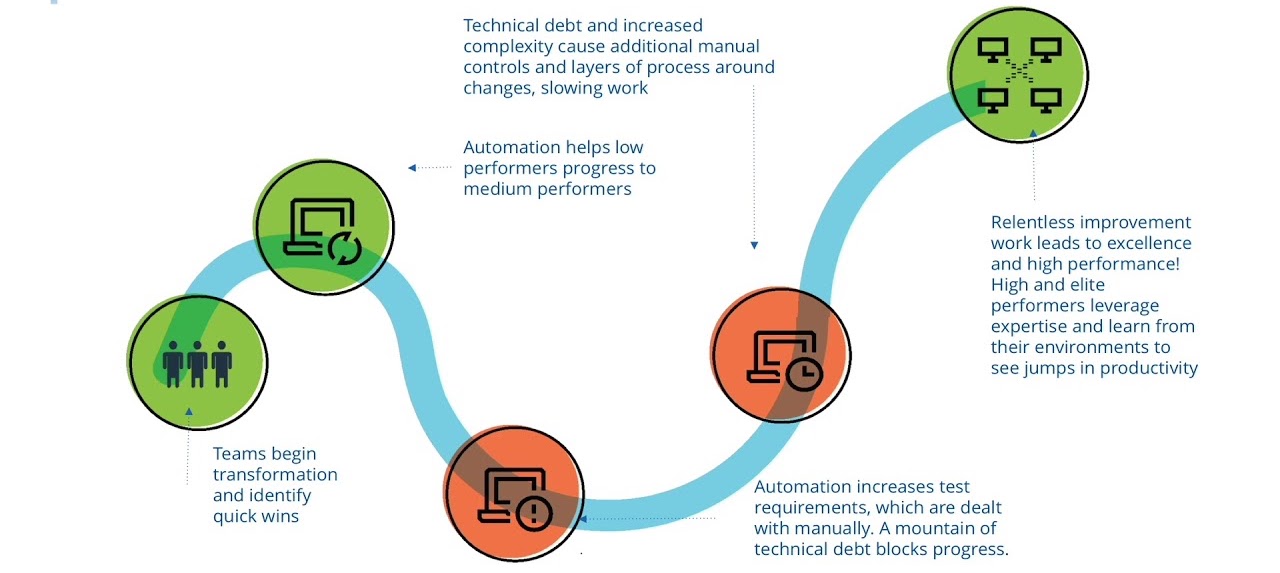 Technical debt and increased
complexity cause additional manual
controls and layers of process around
changes, slowing work
Automation helps low
performers progress to
medium performers
Relentless improvement
work leads to excellence
and high performance!
High and elite
performers leverage
expertise and learn from
their environments to
see jumps in productivity
Teams begin
transformation
and identify
quick wins
Automation increases test
requirements, which are dealt
with manually. A mountain of
technical debt blocks progress.